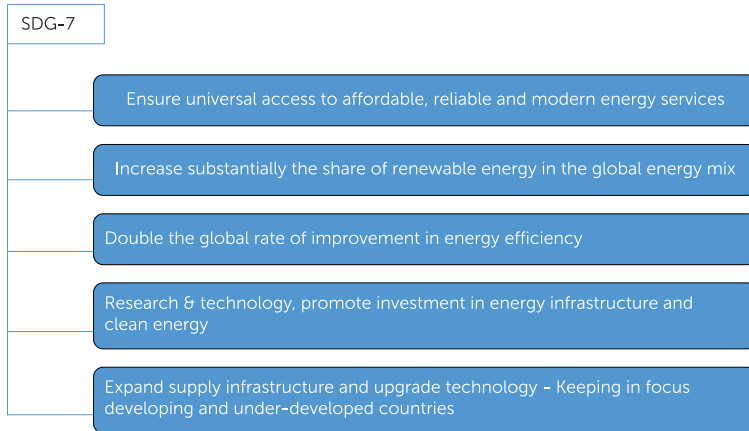 SDG-7
Ensure universal access to affordable, reliable and modern energy services
Increase substantially the share of renewable energy in the global energy mix
Double the global rate of improvement in energy efficiency
Research & technology, promote investment in energy infrastructure and
clean energy
Expand supply infrastructure and upgrade technology - Keeping in focus
developing and under-developed countries